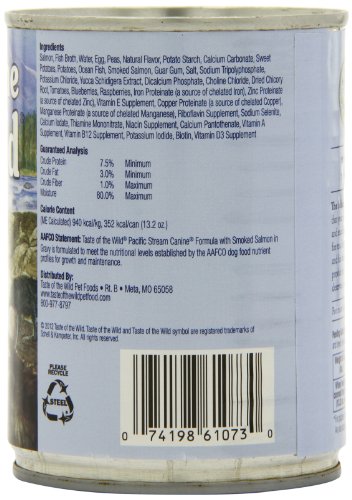 Ingredients
Salmon, Fish Broth, Water, Egg, Peas, Natural Flavor, Potato Starch, Calcium Carbonate, Sweet
Potatoes, Potatoes, Ocean Fish, Smoked Salmon, Guar Gum, Salt, Sodium Tripolyphosphate,
Potassium Chloride, Yucca Schidigera Extract, Dicalcium Phosphate, Choline Chloride, Dried Chicory
Root, Tomatoes, Blueberries, Raspberries, Iron Proteinate (a source of chelated Iron), Zinc Proteinate
(a source of chelated Zinc), Vitamin E Supplement, Copper Proteinate (a source of chelated Copper),
Manganese Proteinate (a source of chelated Manganese), Riboflavin Supplement, Sodium Selenite,
Calcium Iodate, Thiamine Mononitrate, Niacin Supplement, Calcium Pantothenate, Vitamin A
Supplement, Vitamin B12 Supplement, Potassium Iodide, Biotin, Vitamin D3 Supplement
Guaranteed Analysis
Crude Protein 7.5% Minimum
Crude Fat 3.0% Minimum
Crude Fiber 1.0% Maximum
Moisture 80.0% Maximum
Calorie Content
(ME Calculated) 940 kcal/kg, 352 kcal/can (13.2 oz.)
AAFCO Statement: Taste of the Wild® Pacific Stream Canine® Formula with Smoked Salmon in
Gravy is formulated to meet the nutritional levels established by the AAFCO dog food nutrient
profiles for growth and maintenance.
Distributed By:
Taste of the Wild Pet Foods • Rt. B • Meta, MO 65058
www.tasteofthewildpetfood.com
800-977-8797
©2012 Taste of the Wild and Taste of the Wild symbol are registered trademarks of
Schell & Kampeter, Inc. All rights reserved.
PLEASE
RECYCLE
STEEL
0 74198 61073 0